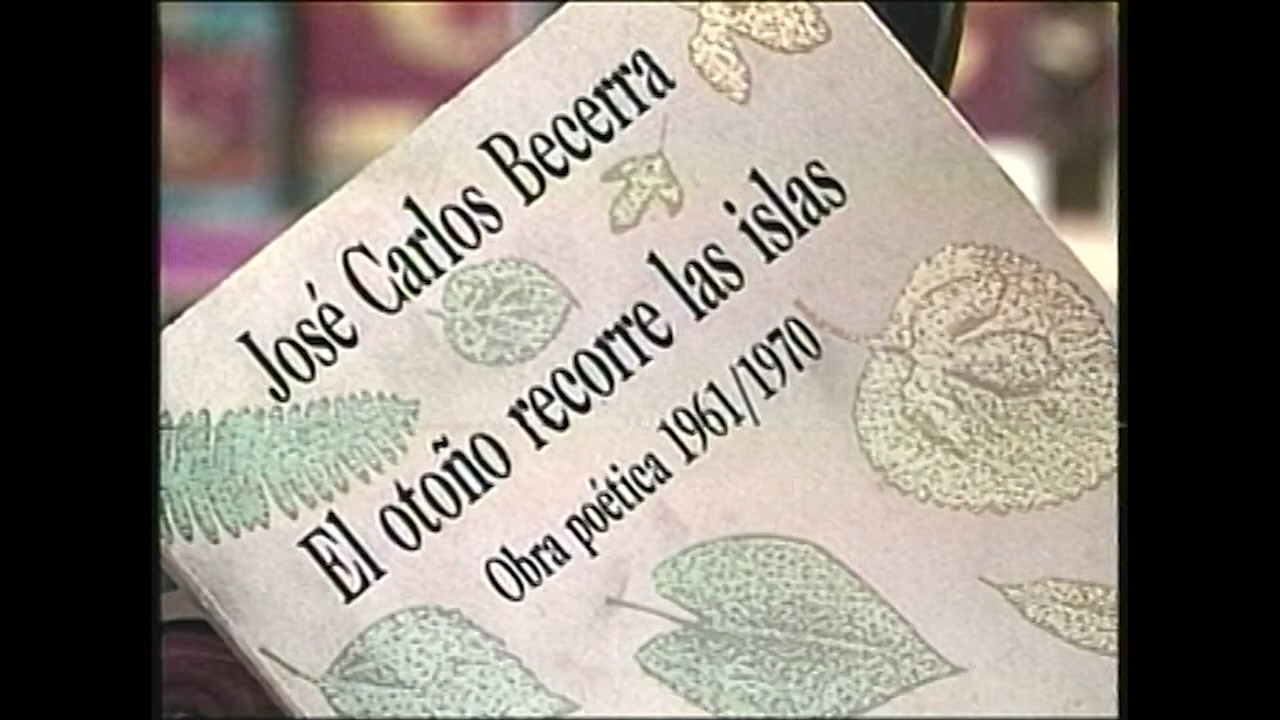 José Carlos Becerra
El otoño recorre las islas
Obra poética 1961/1970